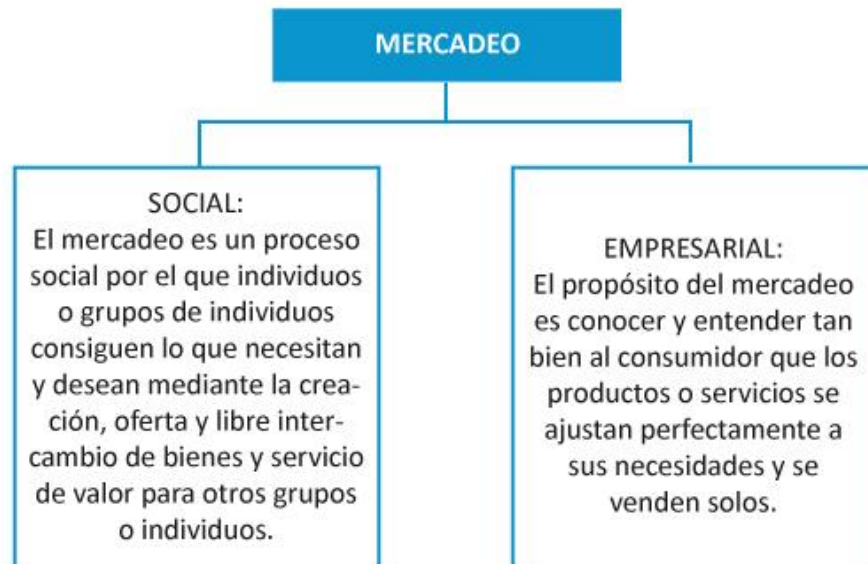 MERCADEO
SOCIAL:
El mercadeo es un proceso
social por el que individuos
o grupos de individuos
consiguen lo que necesitan
y desean mediante la crea-
ción, oferta y libre inter-
cambio de bienes y servicio
de valor para otros grupos
o individuos.
EMPRESARIAL:
El propósito del mercadeo
es conocer y entender tan
bien al consumidor que los
productos o servicios se
ajustan perfectamente a
sus necesidades y se
venden solos.